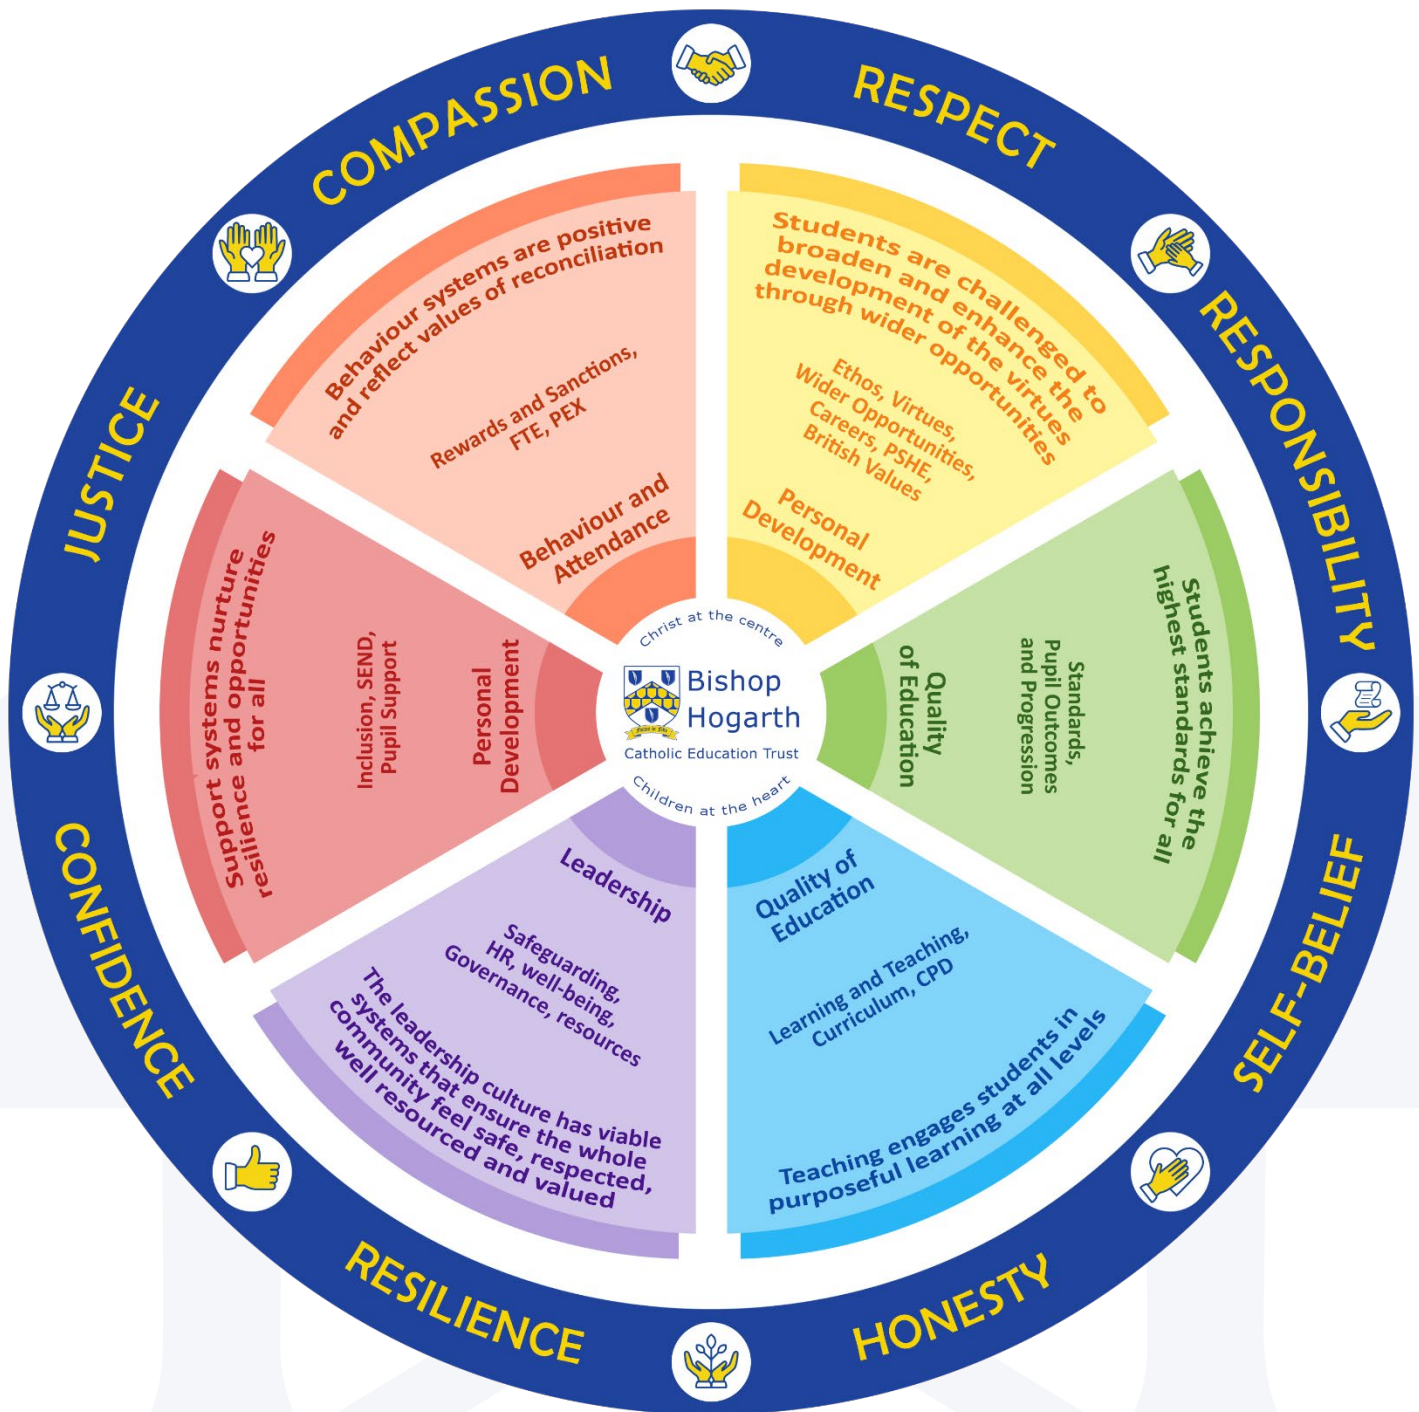 COMPASSION
RESPECT
RESPONSIBILITY
SELF-BELIEF
HONESTY
RESILIENCE
CONFIDENCE
JUSTICE
Behaviour systems are positive
and reflect values of reconciliation
Rewards and Sanctions,
FTE, PEX
Behaviour and
Attendance
Students are challenged to
broaden and enhance the
development of the virtues
through wider opportunities
Ethos, Virtues,
Wider Opportunities,
Careers, PSHE,
British Values
Personal
Development
Students achieve the
highest standards for all
Standards,
Pupil Outcomes
and Progression
Quality
of Education
Quality of
Education
Learning and Teaching,
Curriculum, CPD
Teaching engages students in
purposeful learning at all levels
Leadership
Safeguarding,
HR, well-being,
Governance, resources
The leadership culture has viable
systems that ensure the whole
community feel safe, respected,
well resourced and valued
Support systems nurture
resilience and opportunities
for all
Inclusion, SEND,
Pupil Support
Personal
Development
Christ at the centre
Bishop
Hogarth
Catholic Education Trust
Children at the heart